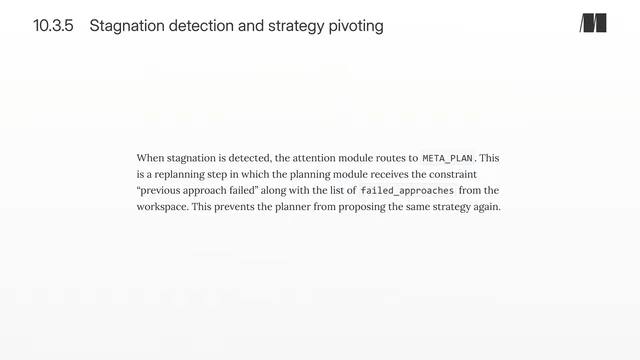 10.3.5 Stagnation detection and strategy pivoting
When stagnation is detected, the attention module routes to META_PLAN. This
is a replanning step in which the planning module receives the constraint
“previous approach failed” along with the list of failed_approaches from the
workspace. This prevents the planner from proposing the same strategy again.